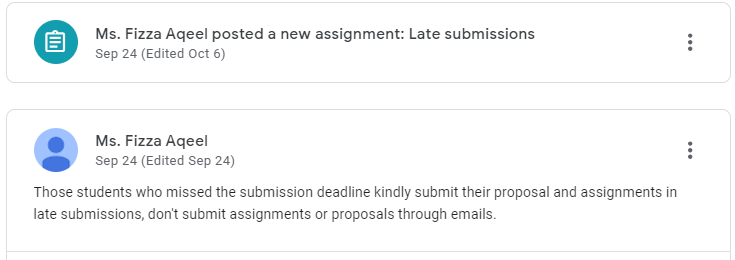 Ms. Fizza Aqeel posted a new assignment: Late submissions
Sep 24 (Edited Oct 6)
Ms. Fizza Aqeel
Sep 24 (Edited Sep 24)
Those students who missed the submission deadline kindly submit their proposal and assignments in
late submissions, don't submit assignments or proposals through emails.